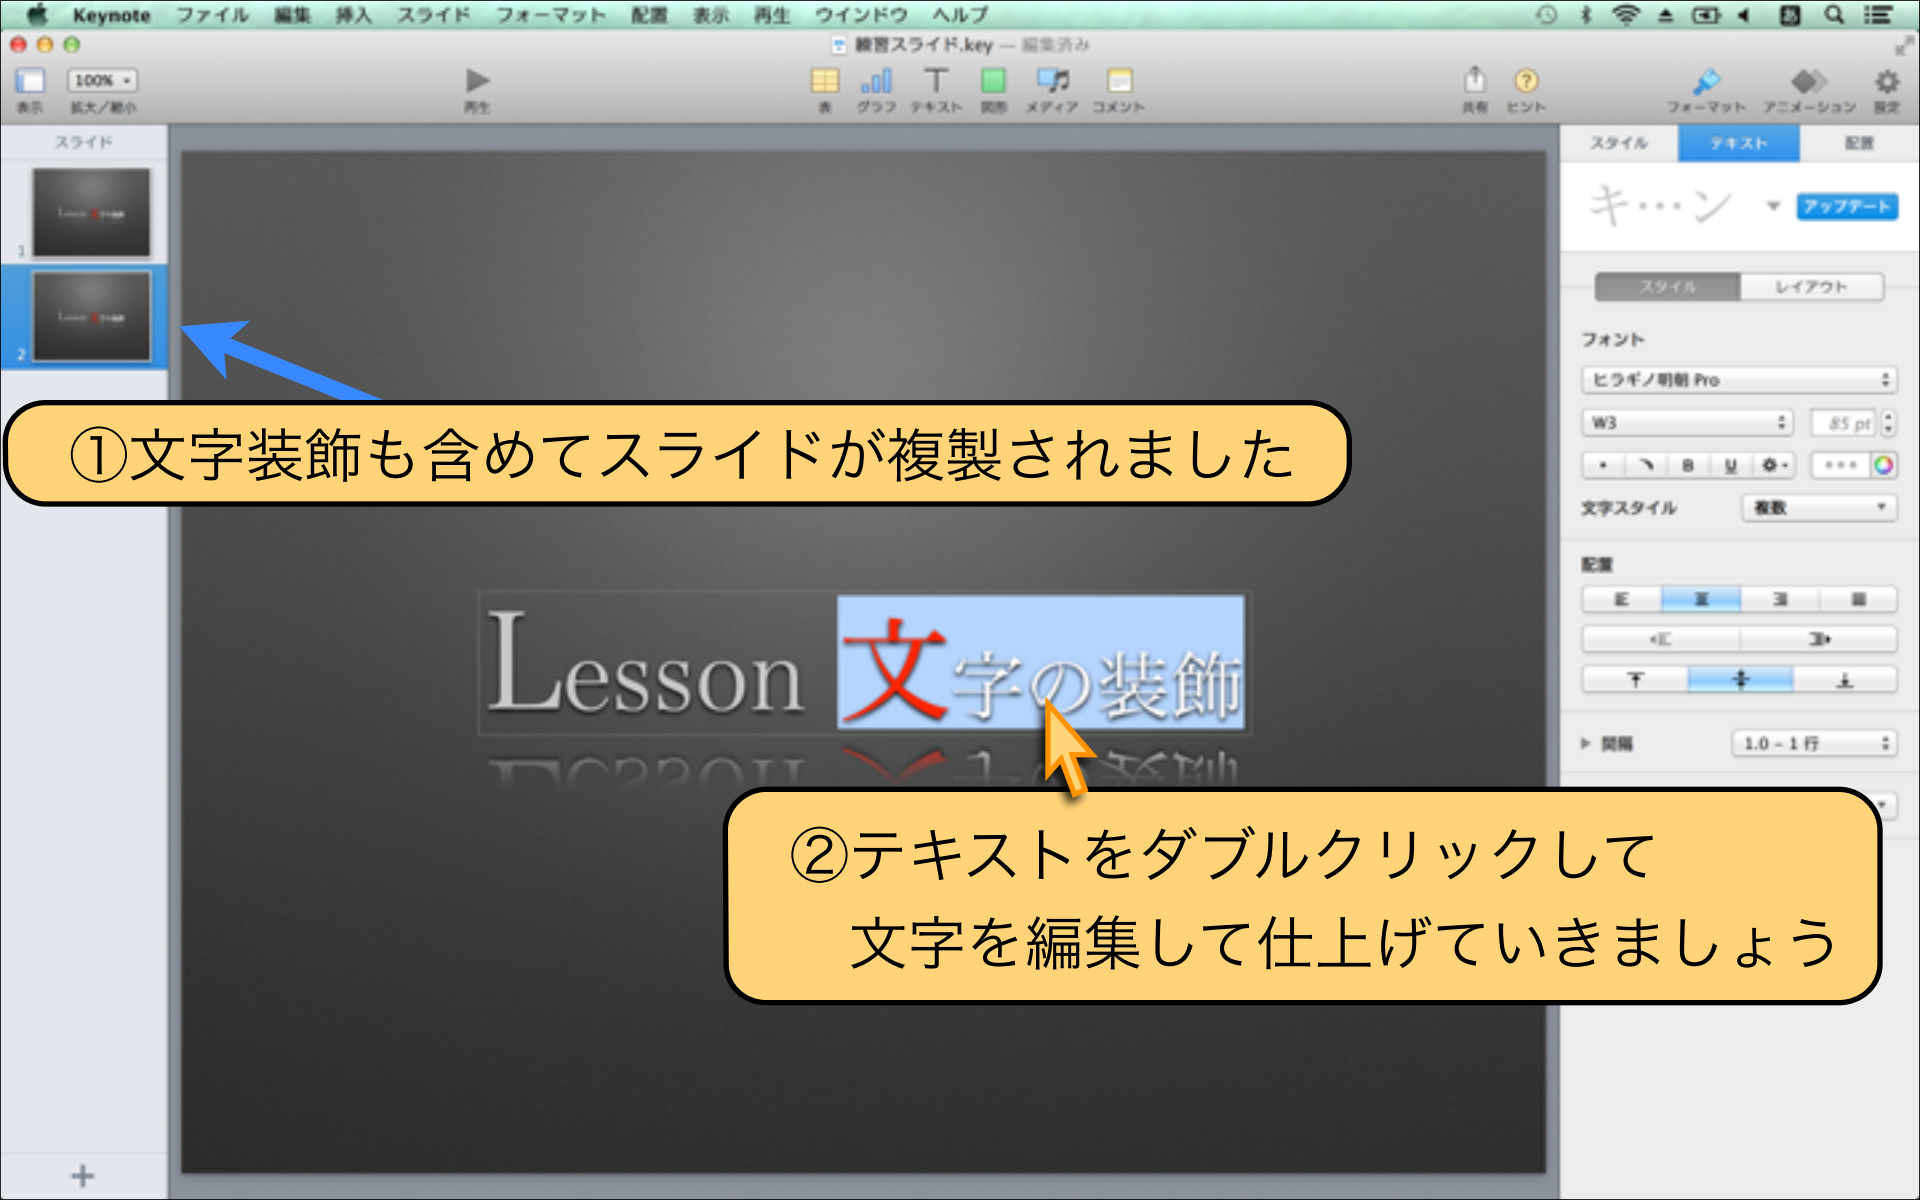 Keynote ファイル 編集 挿入 スライド フォーマット 配置 表示 再生 ウインドウ ヘルプ
練習スライド.key — 編集済み
100%
表示 拡大/縮小 再生 表 グラフ テキスト 図形 メディア コメント 共有 ヒント フォーマット アニメーション 設定
スライド
スタイル テキスト 配置
キ…ン アップデート
1
2
スタイル レイアウト
フォント
ヒラギノ明朝 Pro
W3 85 pt
B U
文字スタイル 複数
配置
間隔 1.0 – 1 行
①文字装飾も含めてスライドが複製されました
Lesson 文字の装飾
②テキストをダブルクリックして
文字を編集して仕上げていきましょう